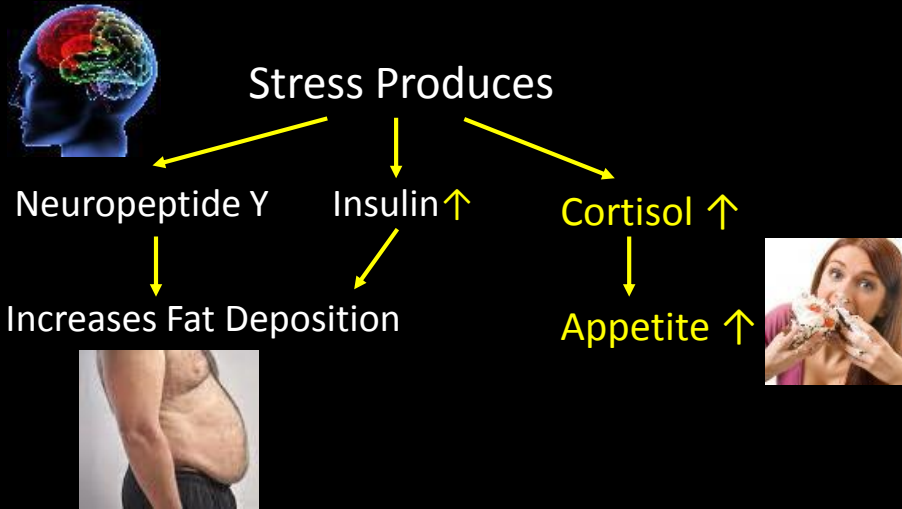 Stress Produces
Neuropeptide Y
Insulin↑
Cortisol ↑
Increases Fat Deposition
Appetite ↑